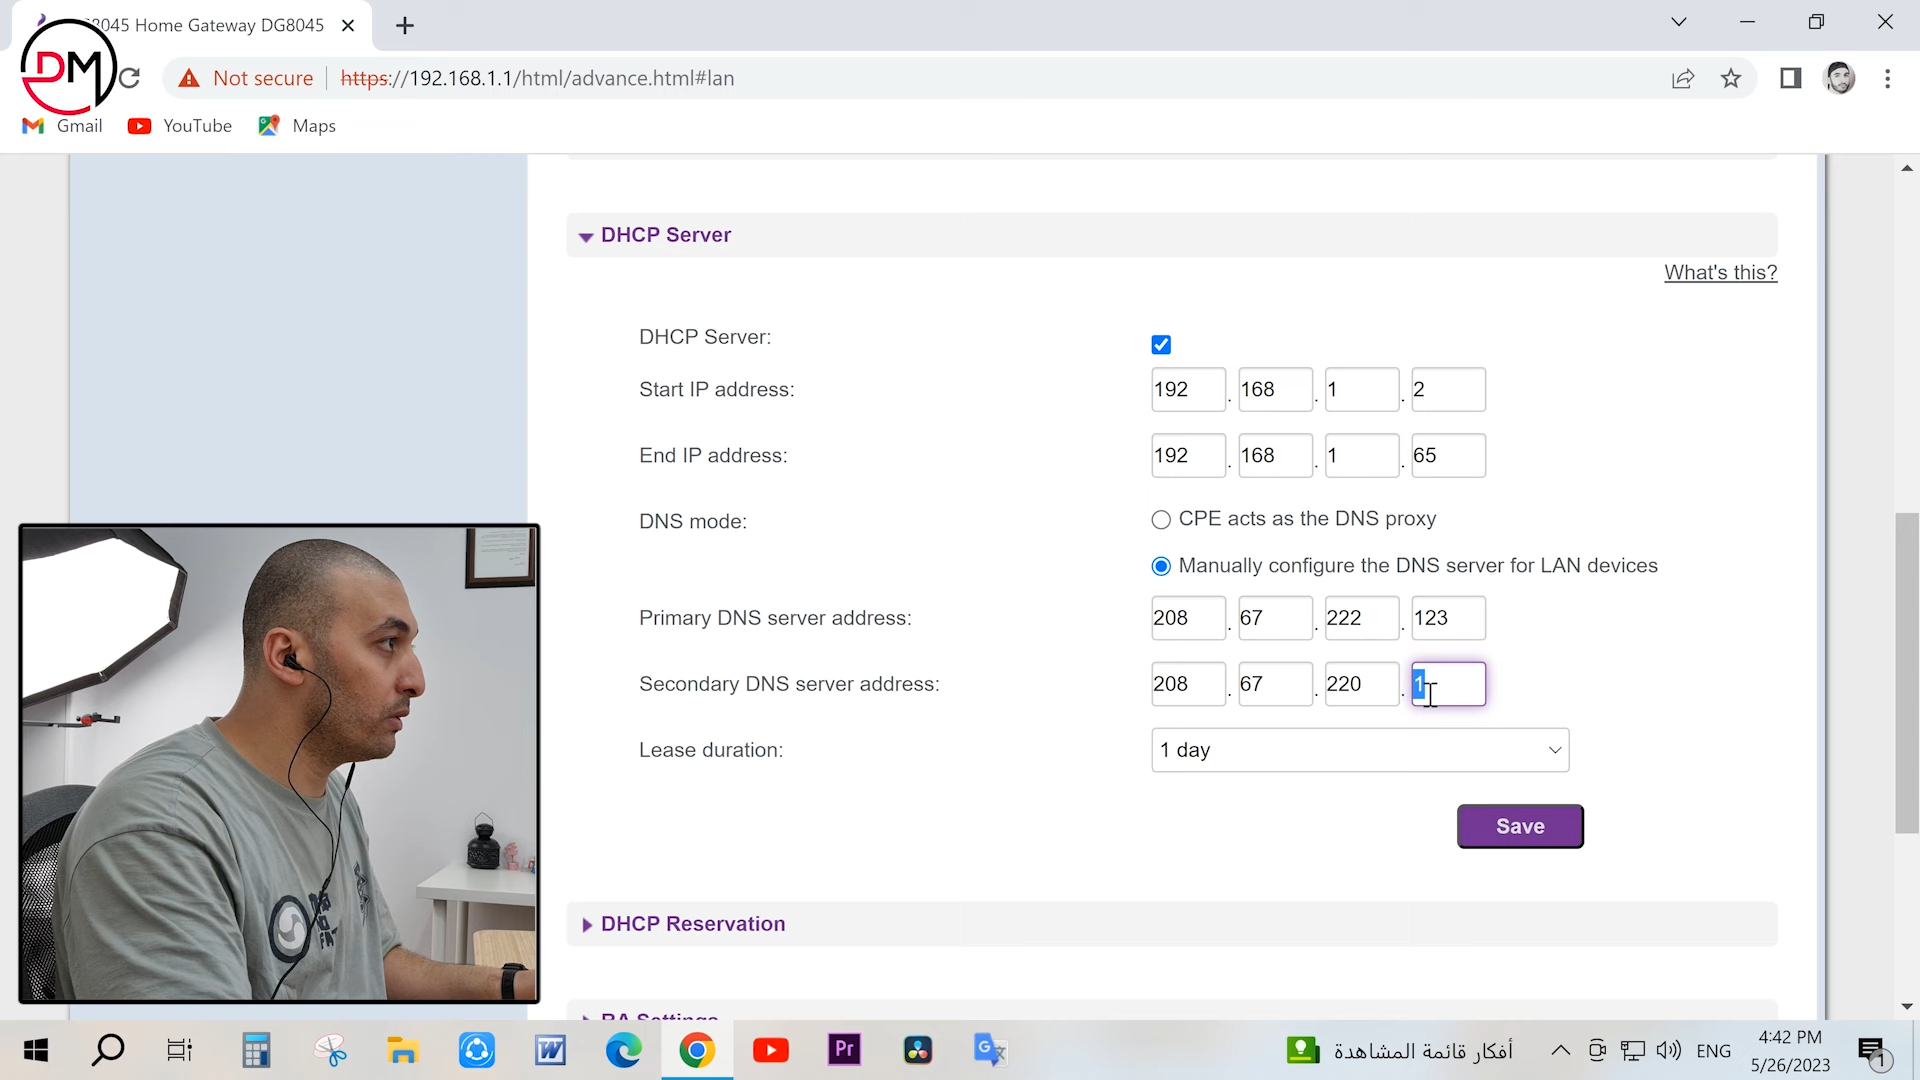 8045 Home Gateway DG8045
DM
Not secure
https://192.168.1.1/html/advance.html#lan
Gmail
YouTube
Maps
DHCP Server
What's this?
DHCP Server:
Start IP address: 192 . 168 . 1 . 2
End IP address: 192 . 168 . 1 . 65
DNS mode: CPE acts as the DNS proxy
Manually configure the DNS server for LAN devices
Primary DNS server address: 208 . 67 . 222 . 123
Secondary DNS server address: 208 . 67 . 220 . 1
Lease duration: 1 day
Save
DHCP Reservation
RA Settings
W
Pr
أفكار قائمة المشاهدة
ENG
4:42 PM
5/26/2023
1